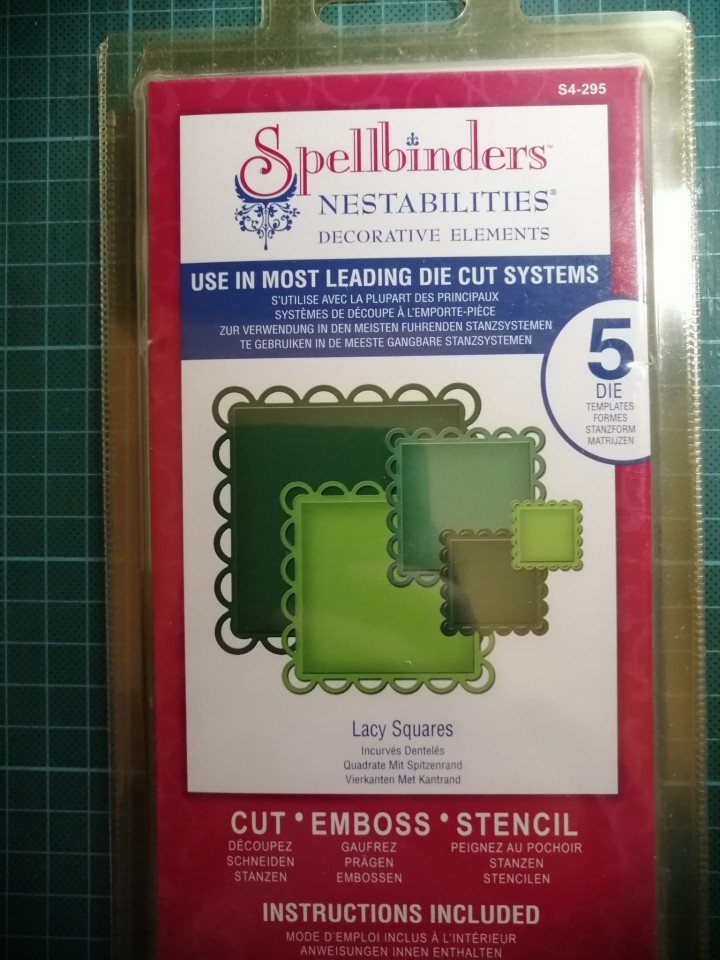 S4-295
Spellbinders™
NESTABILITIES®
DECORATIVE ELEMENTS
USE IN MOST LEADING DIE CUT SYSTEMS
S'UTILISE AVEC LA PLUPART DES PRINCIPAUX
SYSTÈMES DE DÉCOUPE À L'EMPORTE-PIÈCE
ZUR VERWENDUNG IN DEN MEISTEN FUHRENDEN STANZSYSTEMEN
TE GEBRUIKEN IN DE MEESTE GANGBARE STANZSYSTEMEN
5
DIE
TEMPLATES
FORMES
STANZFORM
MATRIJZEN
Lacy Squares
Incurvés Dentelés
Quadrate Mit Spitzenrand
Vierkanten Met Kantrand
CUT • EMBOSS • STENCIL
DÉCOUPEZ GAUFREZ PEIGNEZ AU POCHOIR
SCHNEIDEN PRÄGEN STANZEN
STANZEN EMBOSSEN STENCILEN
INSTRUCTIONS INCLUDED
MODE D'EMPLOI INCLUS À L'INTÉRIEUR
ANWEISUNGEN INNEN ENTHALTEN